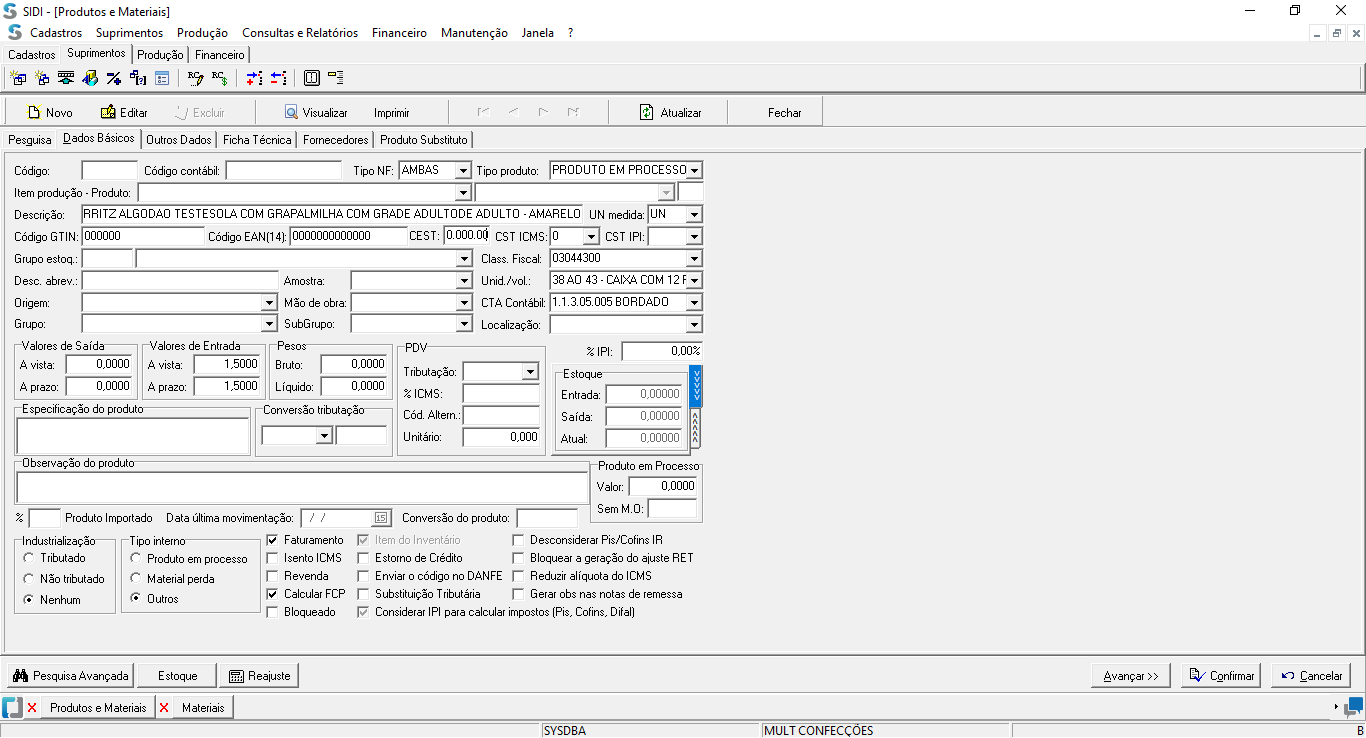 SIDI - [Produtos e Materiais]
Cadastros Suprimentos Produção Consultas e Relatórios Financeiro Manutenção Janela ?
Cadastros Suprimentos Produção Financeiro
Novo Editar Excluir Visualizar Imprimir Atualizar Fechar
Pesquisa Dados Básicos Outros Dados Ficha Técnica Fornecedores Produto Substituto
Código: Código contábil: Tipo NF: AMBAS Tipo produto: PRODUTO EM PROCESSO
Item produção - Produto:
Descrição: RRITZ ALGODAO TESTESOLA COM GRAPALMILHA COM GRADE ADULTODE ADULTO - AMARELO UN medida: UN
Código GTIN: 000000 Código EAN(14): 0000000000000 CEST: 0.000.00 CST ICMS: 0 CST IPI:
Grupo estoq.: Class. Fiscal: 03044300
Desc. abrev.: Amostra: Unid./vol.: 38 AO 43 - CAIXA COM 12 F
Origem: Mão de obra: CTA Contábil: 1.1.3.05.005 BORDADO
Grupo: SubGrupo: Localização:
Valores de Saída Valores de Entrada Pesos PDV % IPI: 0,00%
A vista: 0,0000 A vista: 1,5000 Bruto: 0,0000 Tributação: Estoque
A prazo: 0,0000 A prazo: 1,5000 Líquido: 0,0000 % ICMS: Entrada: 0,00000
Especificação do produto Conversão tributação Cód. Altern.: Saída: 0,00000
Unitário: 0,000 Atual: 0,00000
Observação do produto Produto em Processo
Valor: 0,0000
Sem M.O:
% Produto Importado Data última movimentação: / / 15 Conversão do produto:
Industrialização Tipo interno Faturamento Item do Inventário Desconsiderar Pis/Cofins IR
Tributado Produto em processo Isento ICMS Estorno de Crédito Bloquear a geração do ajuste RET
Não tributado Material perda Revenda Enviar o código no DANFE Reduzir alíquota do ICMS
Nenhum Outros Calcular FCP Substituição Tributária Gerar obs nas notas de remessa
Bloqueado Considerar IPI para calcular impostos (Pis, Cofins, Difal)
Pesquisa Avançada Estoque Reajuste Avançar >> Confirmar Cancelar
Produtos e Materiais Materiais
SYSDBA MULT CONFECÇÕES B